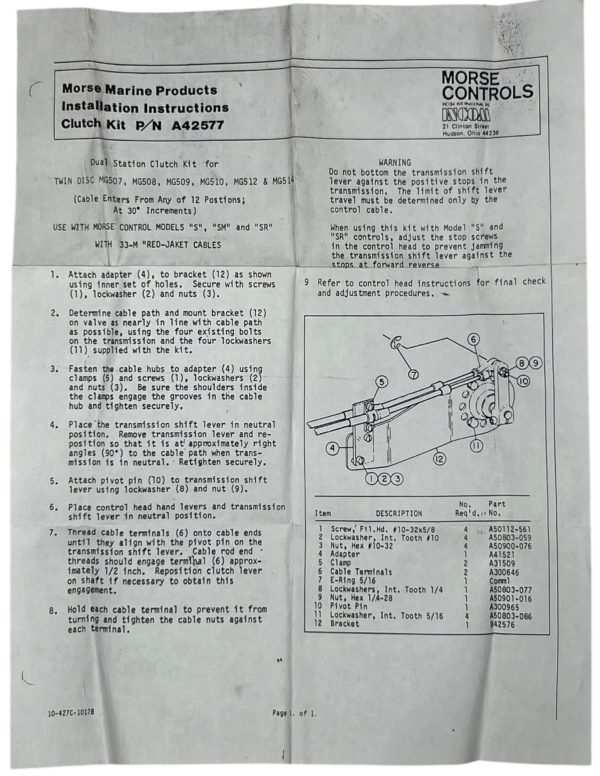 Morse Marine Products
Installation Instructions
Clutch Kit P/N A42577
MORSE
CONTROLS
INCOM
21 Clinton Street
Hudson, Ohio 44236
Dual Station Clutch Kit for
TWIN DISC MG507, MG508, MG509, MG510, MG512 & MG514
(Cable Enters From Any of 12 Postions;
At 30° Increments)
USE WITH MORSE CONTROL MODELS "S", "SM" and "SR"
WITH 33-M "RED-JAKET CABLES
WARNING
Do not bottom the transmission shift
lever against the positive stops in the
transmission. The limit of shift lever
travel must be determined only by the
control cable.
When using this kit with Model "S" and
"SR" controls, adjust the stop screws
in the control head to prevent jamming
the transmission shift lever against the
stops at forward reverse
1. Attach adapter (4), to bracket (12) as shown
using inner set of holes. Secure with screws
(1), lockwasher (2) and nuts (3).
2. Determine cable path and mount bracket (12)
on valve as nearly in line with cable path
as possible, using the four existing bolts
on the transmission and the four lockwashers
(11) supplied with the kit.
3. Fasten the cable hubs to adapter (4) using
clamps (5) and screws (1), lockwashers (2)
and nuts (3). Be sure the shoulders inside
the clamps engage the grooves in the cable
hub and tighten securely.
4. Place the transmission shift lever in neutral
position. Remove transmission lever and re-
position so that it is at approximately right
angles (90°) to the cable path when trans-
mission is in neutral. Retighten securely.
5. Attach pivot pin (10) to transmission shift
lever using lockwasher (8) and nut (9).
6. Place control head hand levers and transmission
shift lever in neutral position.
7. Thread cable terminals (6) onto cable ends
until they align with the pivot pin on the
transmission shift lever. Cable rod end
threads should engage terminal (6) approx-
imately 1/2 inch. Reposition clutch lever
on shaft if necessary to obtain this
engagement.
8. Hold each cable terminal to prevent it from
turning and tighten the cable nuts against
each terminal.
9 Refer to control head instructions for final check
and adjustment procedures.
6
8 9
10
7
5
11
4
12
1 2 3
Item DESCRIPTION No. Req'd. Part No.
1 Screw, Fil.Hd. #10-32x5/8 4 A50112-561
2 Lockwasher, Int. Tooth #10 4 A50803-059
3 Nut, Hex #10-32 4 A50900-076
4 Adapter 1 A41521
5 Clamp 2 A31509
6 Cable Terminals 2 A300646
7 E-Ring 5/16 1 Comml
8 Lockwashers, Int. Tooth 1/4 1 A50803-077
9 Nut, Hex 1/4-28 1 A50901-016
10 Pivot Pin 1 A300965
11 Lockwasher, Int. Tooth 5/16 4 A50803-086
12 Bracket 1 B42576
10-427C-10178
Page 1. of 1.